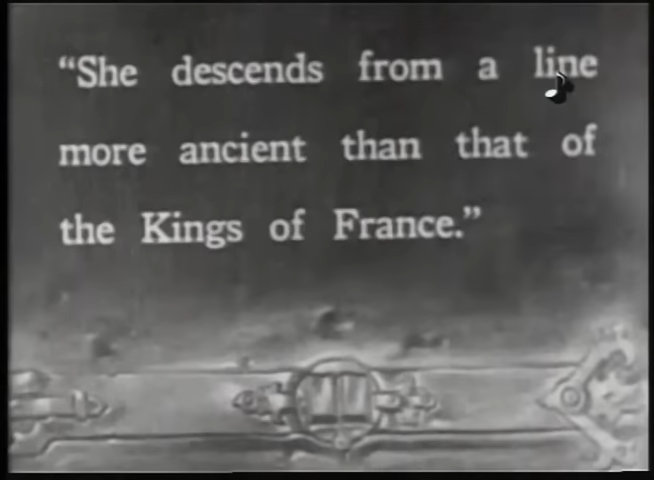 “She descends from a line
more ancient than that of
the Kings of France.”